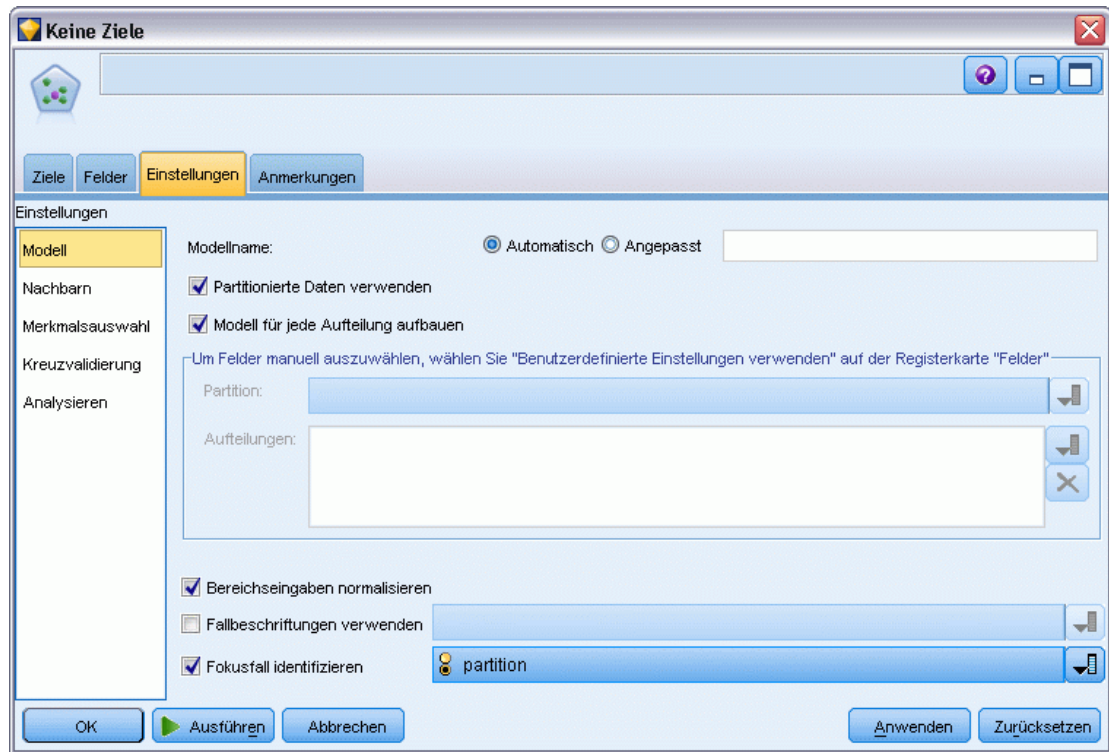 Keine Ziele
Ziele Felder Einstellungen Anmerkungen
Einstellungen
Modell
Nachbarn
Merkmalsauswahl
Kreuzvalidierung
Analysieren
Modellname: Automatisch Angepasst
Partitionierte Daten verwenden
Modell für jede Aufteilung aufbauen
Um Felder manuell auszuwählen, wählen Sie "Benutzerdefinierte Einstellungen verwenden" auf der Registerkarte "Felder"
Partition:
Aufteilungen:
Bereichseingaben normalisieren
Fallbeschriftungen verwenden
Fokusfall identifizieren partition
OK Ausführen Abbrechen Anwenden Zurücksetzen